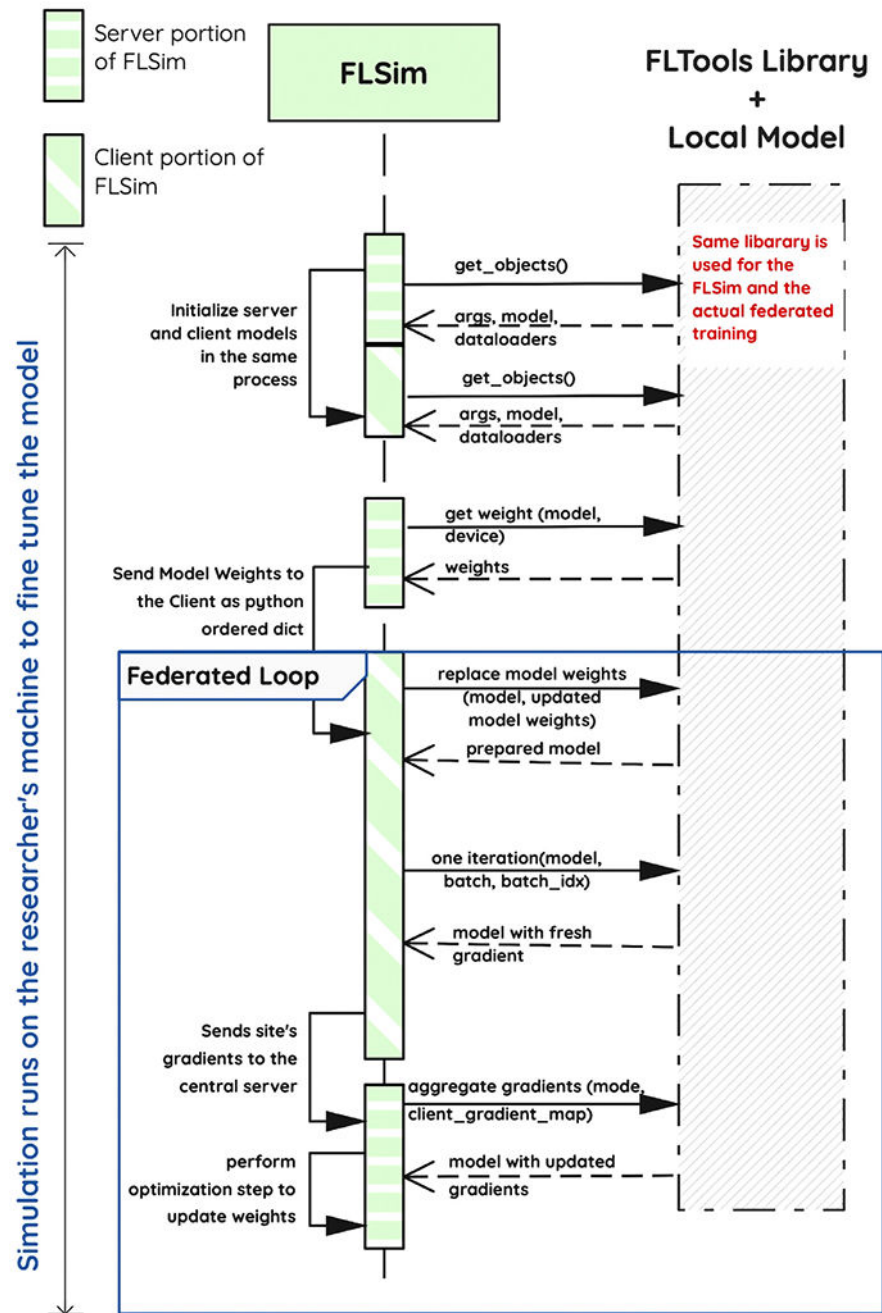 Server portion
of FLSim
Client portion of
FLSim
FLSim
FLTools Library
+
Local Model
Simulation runs on the researcher's machine to fine tune the model
Same libarary is
used for the
FLSim and the
actual federated
training
Initialize server
and client models
in the same
process
get_objects()
args, model,
dataloaders
get_objects()
args, model,
dataloaders
get weight (model,
device)
weights
Send Model Weights to
the Client as python
ordered dict
Federated Loop
replace model weights
(model, updated
model weights)
prepared model
one iteration(model,
batch, batch_idx)
model with fresh
gradient
Sends site's
gradients to the
central server
aggregate gradients (mode,
client_gradient_map)
perform
optimization step to
update weights
model with updated
gradients